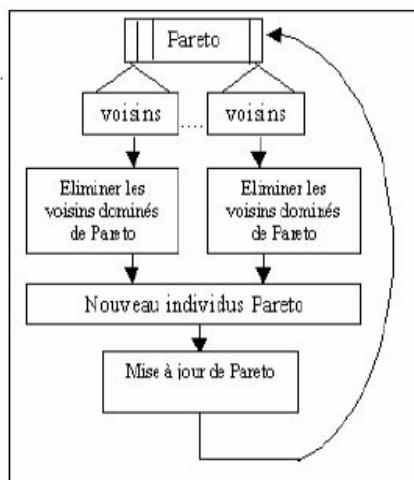 Pareto
voisins .... voisins
Eliminer les
voisins dominés
de Pareto
Eliminer les
voisins dominés
de Pareto
Nouveau individus Pareto
Mise à jour de Pareto